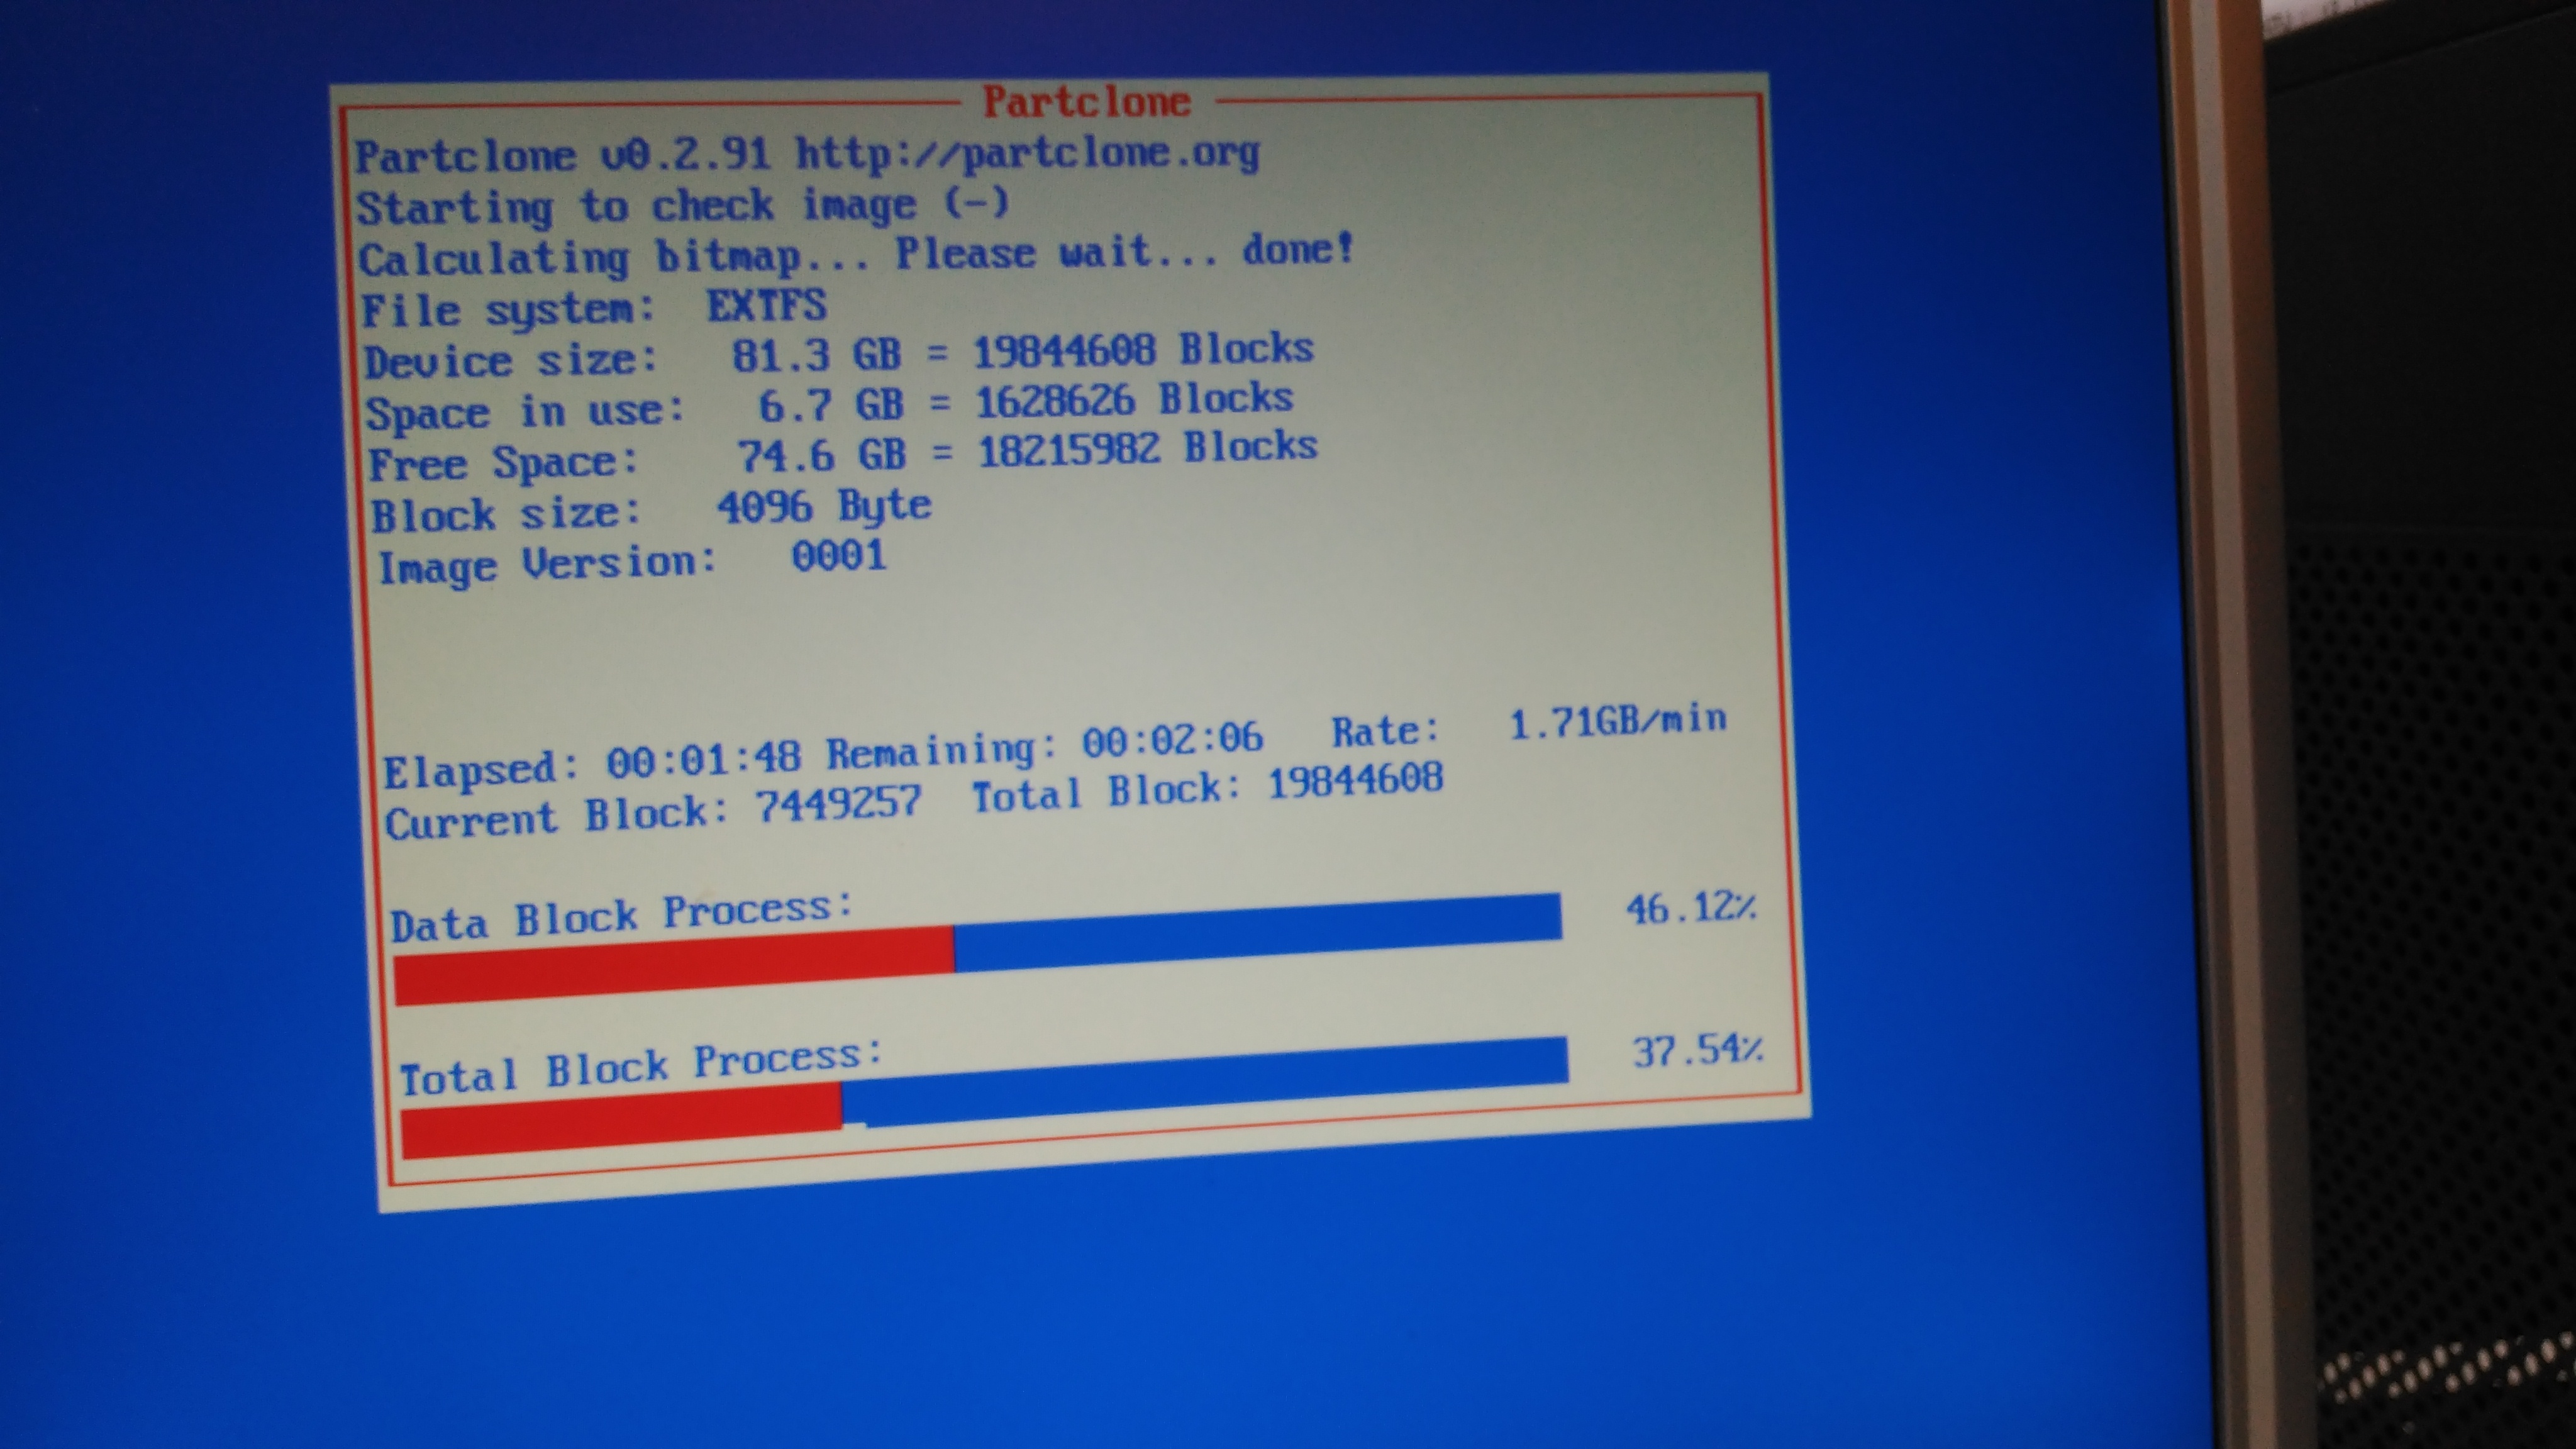 Partclone
Partclone v0.2.91 http://partclone.org
Starting to check image (-)
Calculating bitmap... Please wait... done!
File system: EXTFS
Device size: 81.3 GB = 19844608 Blocks
Space in use: 6.7 GB = 1628626 Blocks
Free Space: 74.6 GB = 18215982 Blocks
Block size: 4096 Byte
Image Version: 0001
Elapsed: 00:01:48 Remaining: 00:02:06 Rate: 1.71GB/min
Current Block: 7449257 Total Block: 19844608
Data Block Process:
46.12%
Total Block Process:
37.54%